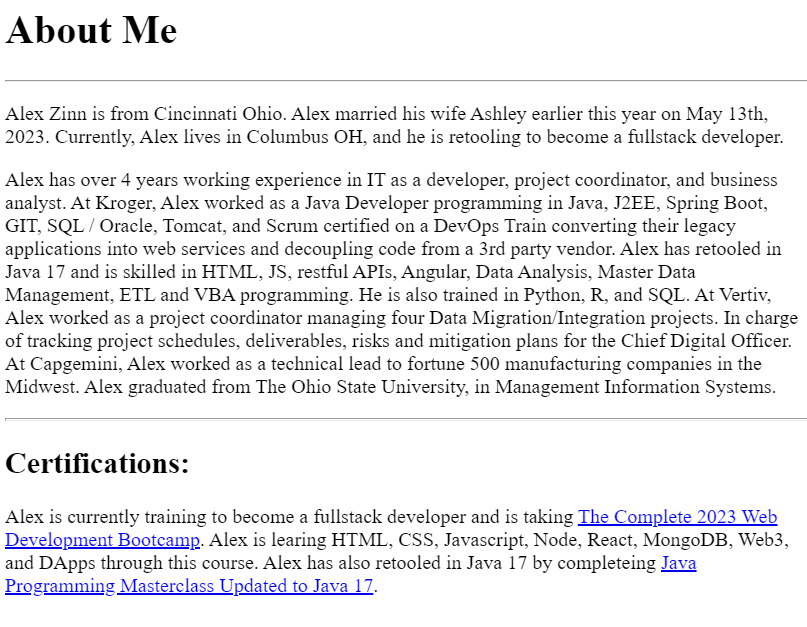 About Me
Alex Zinn is from Cincinnati Ohio. Alex married his wife Ashley earlier this year on May 13th,
2023. Currently, Alex lives in Columbus OH, and he is retooling to become a fullstack developer.
Alex has over 4 years working experience in IT as a developer, project coordinator, and business
analyst. At Kroger, Alex worked as a Java Developer programming in Java, J2EE, Spring Boot,
GIT, SQL / Oracle, Tomcat, and Scrum certified on a DevOps Train converting their legacy
applications into web services and decoupling code from a 3rd party vendor. Alex has retooled in
Java 17 and is skilled in HTML, JS, restful APIs, Angular, Data Analysis, Master Data
Management, ETL and VBA programming. He is also trained in Python, R, and SQL. At Vertiv,
Alex worked as a project coordinator managing four Data Migration/Integration projects. In charge
of tracking project schedules, deliverables, risks and mitigation plans for the Chief Digital Officer.
At Capgemini, Alex worked as a technical lead to fortune 500 manufacturing companies in the
Midwest. Alex graduated from The Ohio State University, in Management Information Systems.
Certifications:
Alex is currently training to become a fullstack developer and is taking The Complete 2023 Web
Development Bootcamp. Alex is learing HTML, CSS, Javascript, Node, React, MongoDB, Web3,
and DApps through this course. Alex has also retooled in Java 17 by completeing Java
Programming Masterclass Updated to Java 17.